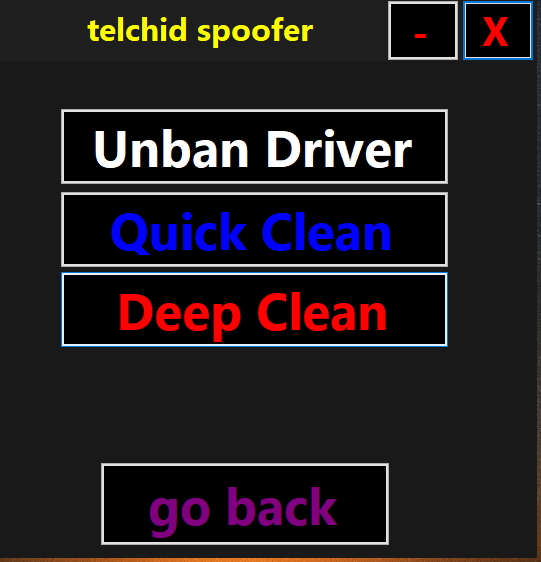 telchid spoofer
-
X
Unban Driver
Quick Clean
Deep Clean
go back